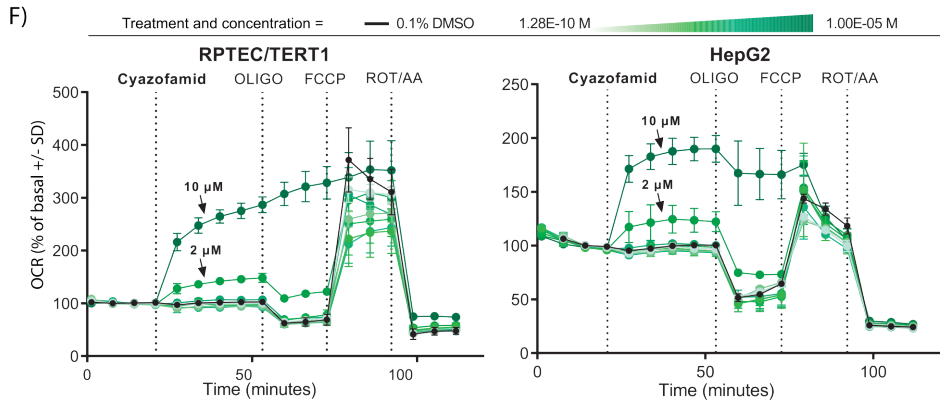 F)
Treatment and concentration = 0.1% DMSO 1.28E-10 M 1.00E-05 M
RPTEC/TERT1
Cyazofamid OLIGO FCCP ROT/AA
OCR (% of basal +/- SD)
500
400
300
200
100
0
10 µM
2 µM
0 50 100
Time (minutes)
HepG2
Cyazofamid OLIGO FCCP ROT/AA
250
200
150
100
50
0
10 µM
2 µM
0 50 100
Time (minutes)